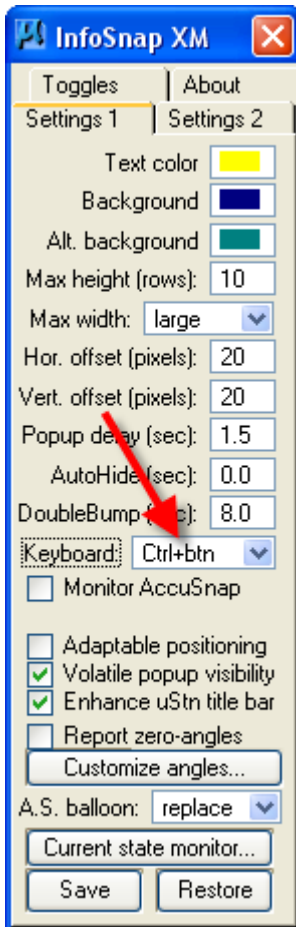 InfoSnap XM
Toggles About
Settings 1 Settings 2
Text color
Background
Alt. background
Max height (rows): 10
Max width: large
Hor. offset (pixels): 20
Vert. offset (pixels): 20
Popup delay (sec): 1.5
AutoHide (sec): 0.0
DoubleBump (sec): 8.0
Keyboard: Ctrl+btn
Monitor AccuSnap
Adaptable positioning
Volatile popup visibility
Enhance uStn title bar
Report zero-angles
Customize angles...
A.S. balloon: replace
Current state monitor...
Save Restore